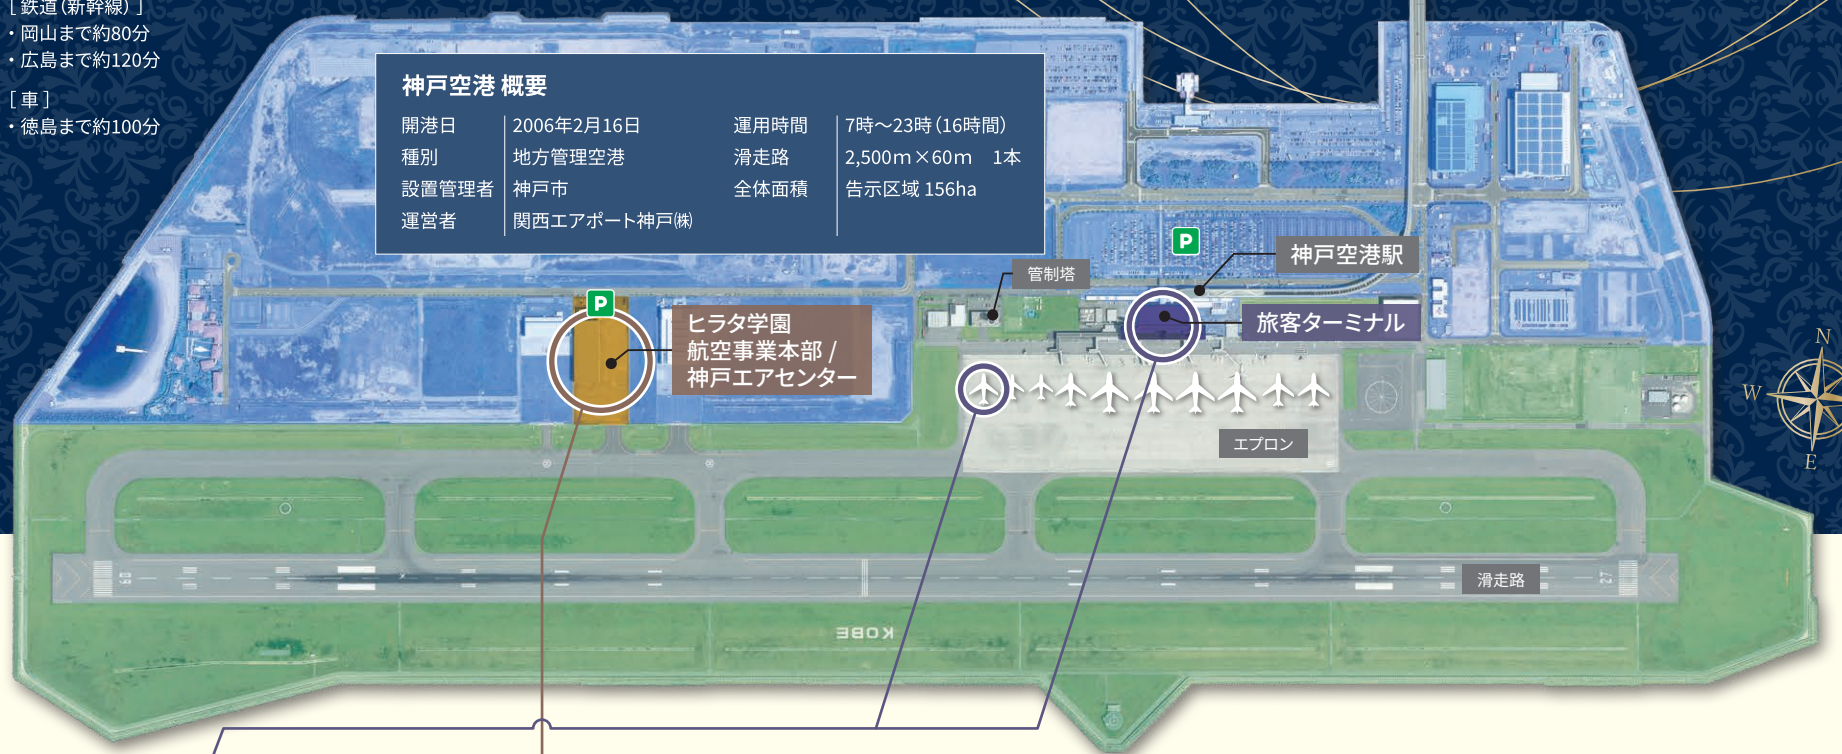 [ 鉄道(新幹線) ]
・岡山まで約80分
・広島まで約120分
[ 車 ]
・徳島まで約100分
神戸空港 概要
開港日 2006年2月16日
種別 地方管理空港
設置管理者 神戸市
運営者 関西エアポート神戸㈱
運用時間 7時〜23時(16時間)
滑走路 2,500m×60m 1本
全体面積 告示区域 156ha
P
神戸空港駅
管制塔
P
ヒラタ学園
航空事業本部 /
神戸エアセンター
旅客ターミナル
エプロン
N
W
E
滑走路
09
27
KOBE